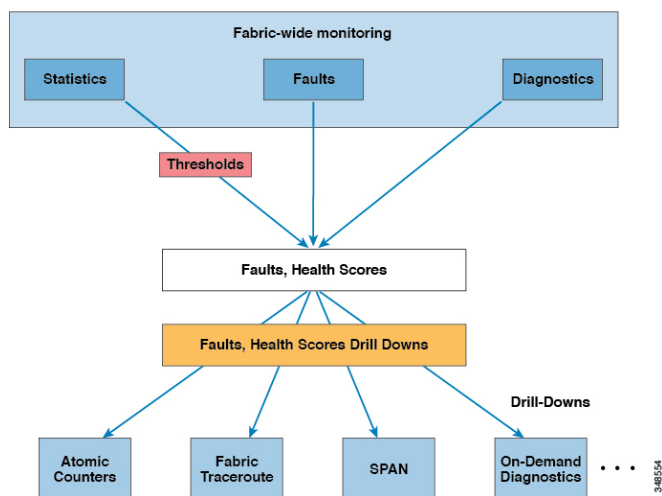 Fabric-wide monitoring
Statistics
Faults
Diagnostics
Thresholds
Faults, Health Scores
Faults, Health Scores Drill Downs
Drill-Downs
Atomic
Counters
Fabric
Traceroute
SPAN
On-Demand
Diagnostics
• • •
348554